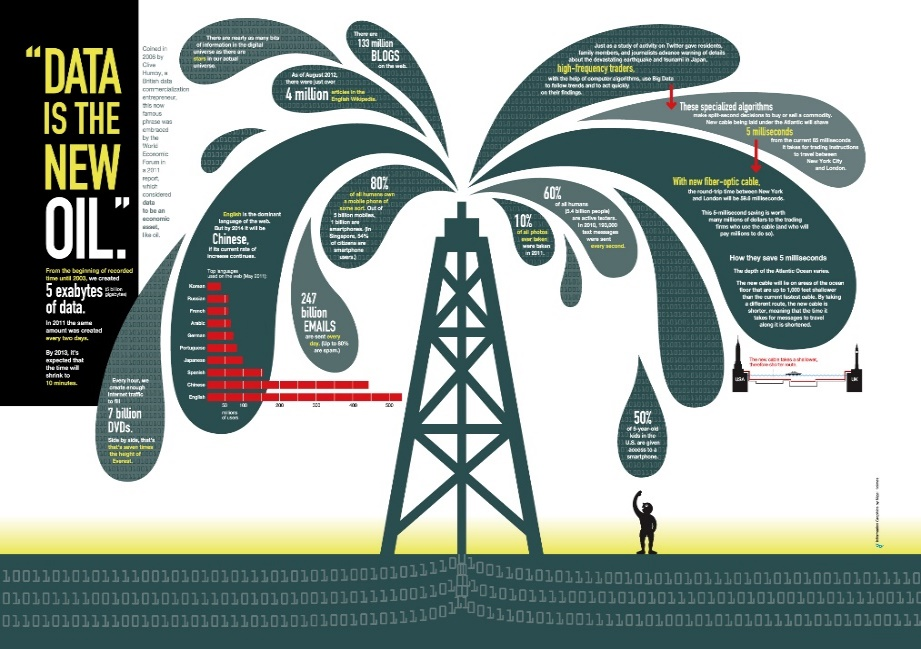 “DATA
IS THE
NEW
OIL.”
Coined in
2006 by
Clive
Humby, a
British data
commercialization
entrepreneur,
this now
famous
phrase was
embraced
by the
World
Economic
Forum in
a 2011
report,
which
considered
data
to be an
economic
asset,
like oil.
From the beginning of recorded
time until 2003, we created
5 exabytes (5 billion
gigabytes)
of data.
In 2011 the same
amount was created
every two days.
By 2013, it's
expected that
the time will
shrink to
10 minutes.
Every hour, we
create enough
internet traffic
to fill
7 billion
DVDs.
Side by side, that's
that's seven times
the height of
Everest.
There are nearly as many bits
of information in the digital
universe as there are
stars in our actual
universe.
There are
133 million
BLOGS
on the web.
As of August 2012,
there were just over
4 million articles in the
English Wikipedia.
English is the dominant
language of the web.
But by 2014 it will be
Chinese,
if its current rate of
increase continues.
Top languages
used on the web (May 2011)
Korean
Russian
French
Arabic
German
Portuguese
Japanese
Spanish
Chinese
English
50 100 200 300 400 500
millions
of users
80%
of all humans own
a mobile phone of
some sort. Out of
5 billion mobiles,
1 billion are
smartphones. (In
Singapore, 54%
of citizens are
smartphone
users.)
247
billion
EMAILS
are sent every
day. (Up to 80%
are spam.)
10%
of all photos
ever taken
were taken
in 2011.
60%
of all humans
(3.4 billion people)
are active texters.
In 2010, 193,000
text messages
were sent
every second.
50%
of 5-year-old
kids in the
U.S. are given
access to a
smartphone.
Just as a study of activity on Twitter gave residents,
family members, and journalists advance warning of details
about the devastating earthquake and tsunami in Japan,
high-frequency traders,
with the help of computer algorithms, use Big Data
to follow trends and to act quickly
on their findings.
These specialized algorithms
make split-second decisions to buy or sell a commodity.
New cable being laid under the Atlantic will shave
5 milliseconds
from the current 65 milliseconds
it takes for trading instructions
to travel between
New York City
and London.
With new fiber-optic cable,
the round-trip time between New York
and London will be 59.6 milliseconds.
This 5-millisecond saving is worth
many millions of dollars to the trading
firms who use the cable (and who will
pay millions to do so).
How they save 5 milliseconds
The depth of the Atlantic Ocean varies.
The new cable will lie on areas of the ocean
floor that are up to 1,000 feet shallower
than the current fastest cable. By taking
a different route, the new cable is
shorter, meaning that the time it
takes for messages to travel
along it is shortened.
The new cable takes a shallower,
therefore shorter route
USA
UK